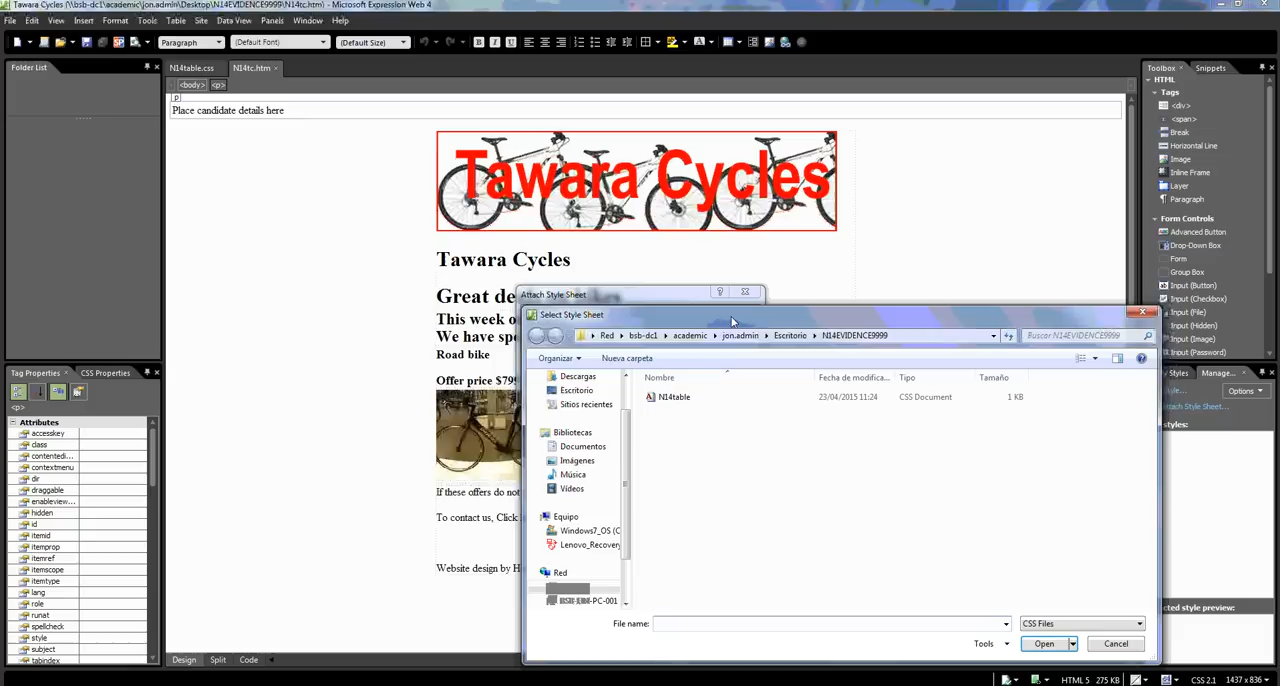 Tawara Cycles (\\bsb-dc1\academic\jon.admin\Desktop\N14EVIDENCE9999\N14tc.htm) - Microsoft Expression Web 4
File Edit View Insert Format Tools Table Site Data View Panels Window Help
Paragraph (Default Font) (Default Size) B I U
Folder List
N14table.css N14tc.htm
<body> <p>
p
Place candidate details here
Tawara Cycles
Tawara Cycles
Great de
This week o
We have sp
Road bike
Offer price $799
If these offers do not
To contact us, Click
Website design by H
Attach Style Sheet
Select Style Sheet
Red bsb-dc1 academic jon.admin Escritorio N14EVIDENCE9999
Buscar N14EVIDENCE9999
Organizar Nueva carpeta
Descargas
Escritorio
Sitios recientes
Bibliotecas
Documentos
Imágenes
Música
Vídeos
Equipo
Windows7_OS (C
Lenovo_Recovery
Red
-PC-001
Nombre Fecha de modifica... Tipo Tamaño
N14table 23/04/2015 11:24 CSS Document 1 KB
File name:
CSS Files
Tools Open Cancel
Toolbox Snippets
HTML
Tags
<div>
<span>
Break
Horizontal Line
Image
Inline Frame
Layer
Paragraph
Form Controls
Advanced Button
Drop-Down Box
Form
Group Box
Input (Button)
Input (Checkbox)
Input (File)
Input (Hidden)
Input (Image)
Input (Password)
y Styles Manage...
tyle... Options
Attach Style Sheet...
styles:
cted style preview:
Tag Properties CSS Properties
<p>
Attributes
accesskey
class
contentedi...
contextmenu
dir
draggable
enableview...
hidden
id
itemid
itemprop
itemref
itemscope
itemtype
lang
role
runat
spellcheck
style
subject
tabindex
Design Split Code
HTML 5 275 KB CSS 2.1 1437 x 836